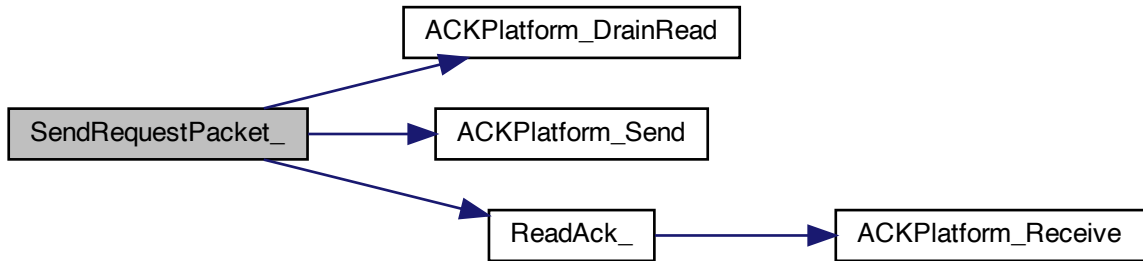 ACKPlatform_DrainRead
SendRequestPacket_
ACKPlatform_Send
ReadAck_
ACKPlatform_Receive